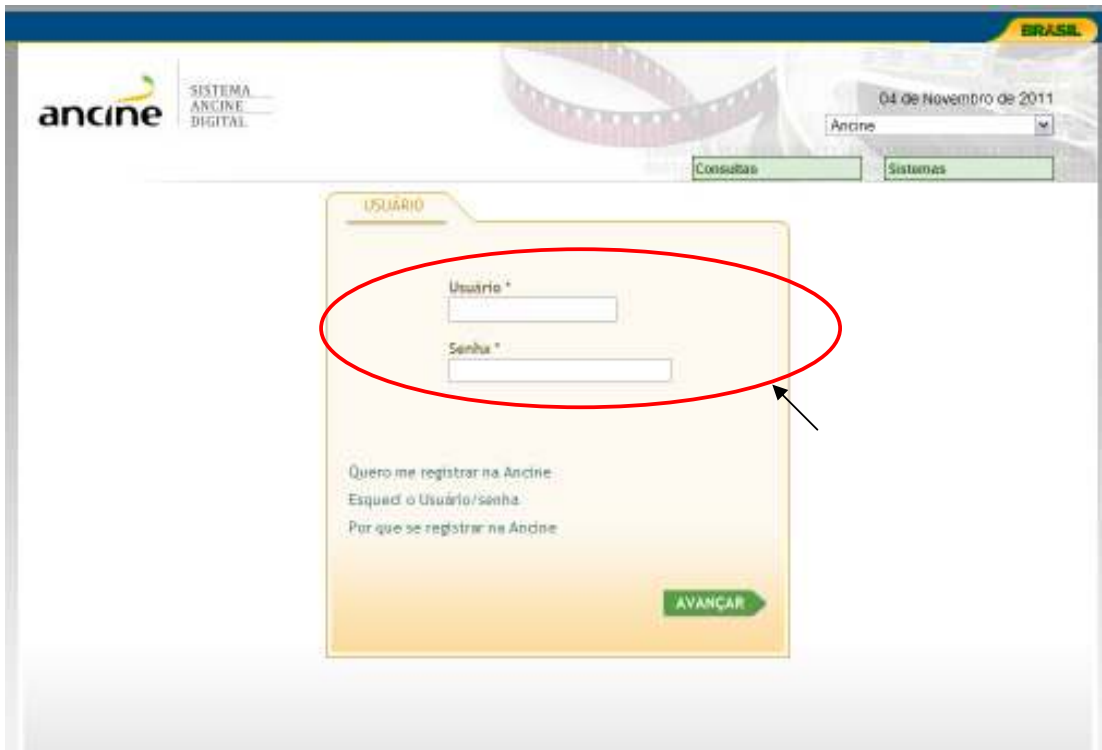 BRASIL
ancine
SISTEMA
ANCINE
DIGITAL
04 de Novembro de 2011
Ancine
Consultas
Sistemas
USUÁRIO
Usuário *
Senha *
Quero me registrar na Ancine
Esqueci o Usuário/senha
Por que se registrar na Ancine
AVANÇAR